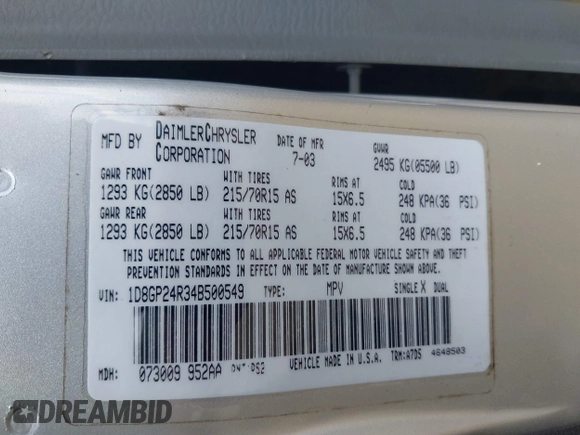 MFD BY DAIMLERCHRYSLER CORPORATION DATE OF MFR 7-03 GVWR 2495 KG(05500 LB)
GAWR FRONT WITH TIRES RIMS AT COLD
1293 KG(2850 LB) 215/70R15 AS 15X6.5 248 KPA(36 PSI)
GAWR REAR WITH TIRES RIMS AT COLD
1293 KG(2850 LB) 215/70R15 AS 15X6.5 248 KPA(36 PSI)
THIS VEHICLE CONFORMS TO ALL APPLICABLE FEDERAL MOTOR VEHICLE SAFETY AND THEFT
PREVENTION STANDARDS IN EFFECT ON THE DATE OF MANUFACTURE SHOWN ABOVE.
VIN: 1D8GP24R34B500549 TYPE: MPV SINGLE X DUAL
MDH: 073009 952AA PS2 VEHICLE MADE IN U.S.A. TRM:A7DS 4648503
DREAMBID